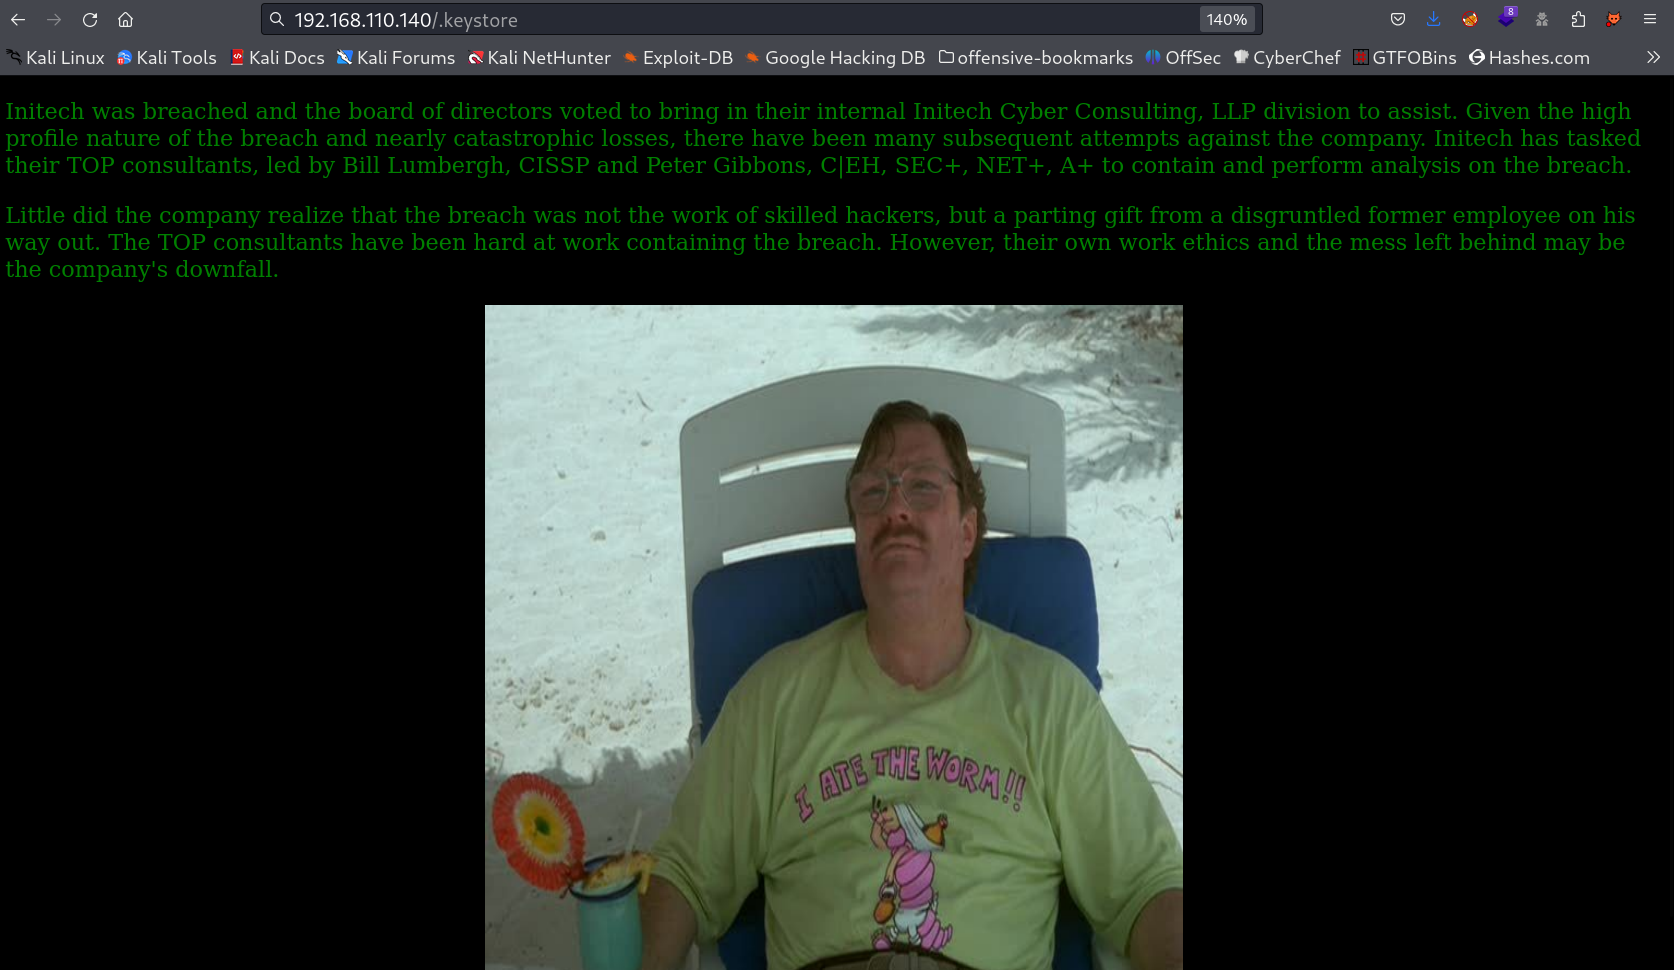 192.168.110.140/.keystore 140% 8
Kali Linux Kali Tools Kali Docs Kali Forums Kali NetHunter Exploit-DB Google Hacking DB offensive-bookmarks OffSec CyberChef GTFOBins Hashes.com
Initech was breached and the board of directors voted to bring in their internal Initech Cyber Consulting, LLP division to assist. Given the high
profile nature of the breach and nearly catastrophic losses, there have been many subsequent attempts against the company. Initech has tasked
their TOP consultants, led by Bill Lumbergh, CISSP and Peter Gibbons, C|EH, SEC+, NET+, A+ to contain and perform analysis on the breach.
Little did the company realize that the breach was not the work of skilled hackers, but a parting gift from a disgruntled former employee on his
way out. The TOP consultants have been hard at work containing the breach. However, their own work ethics and the mess left behind may be
the company's downfall.
I ATE THE WORM!!